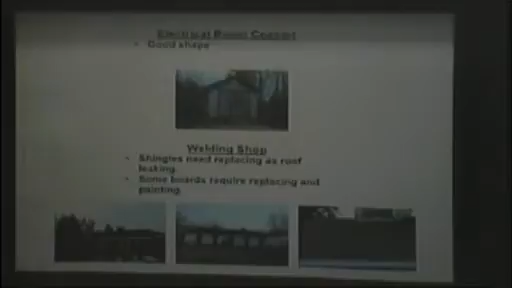 Electrical Room Cement
Good shape
Welding Shop
Shingles need replacing as roof
leaking.
Some boards require replacing and
painting.